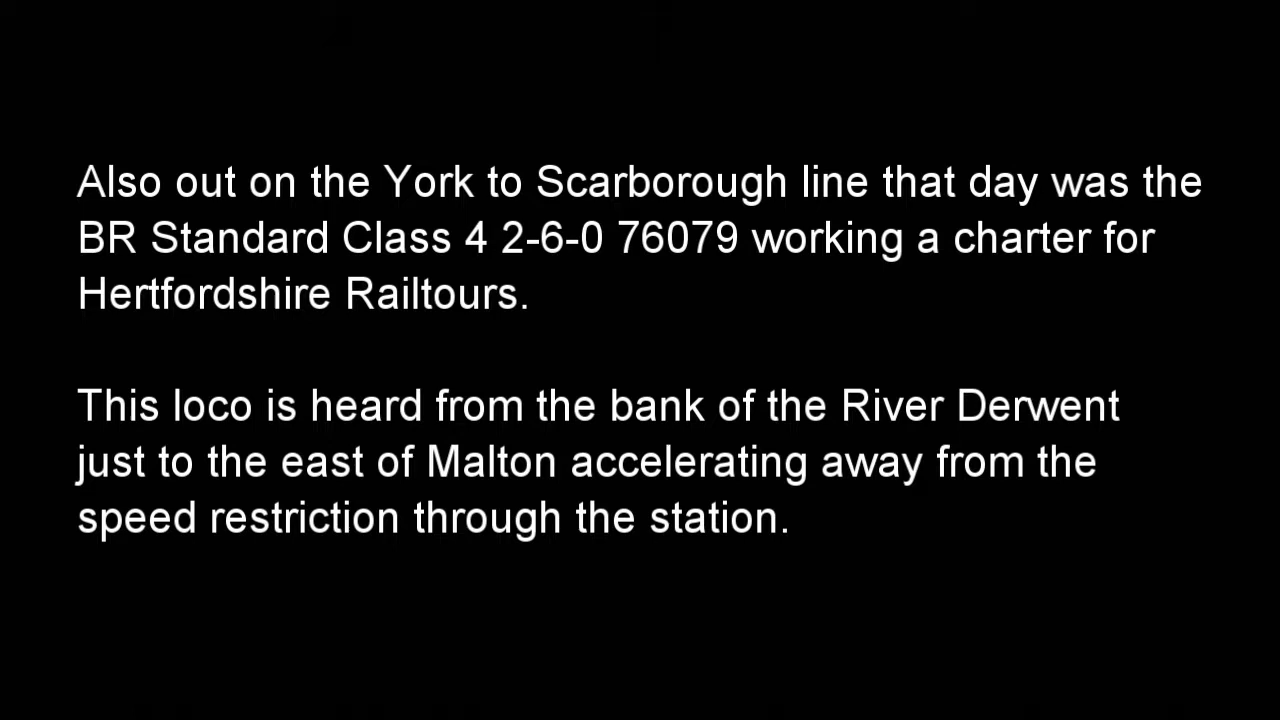 Also out on the York to Scarborough line that day was the
BR Standard Class 4 2-6-0 76079 working a charter for
Hertfordshire Railtours.
This loco is heard from the bank of the River Derwent
just to the east of Malton accelerating away from the
speed restriction through the station.